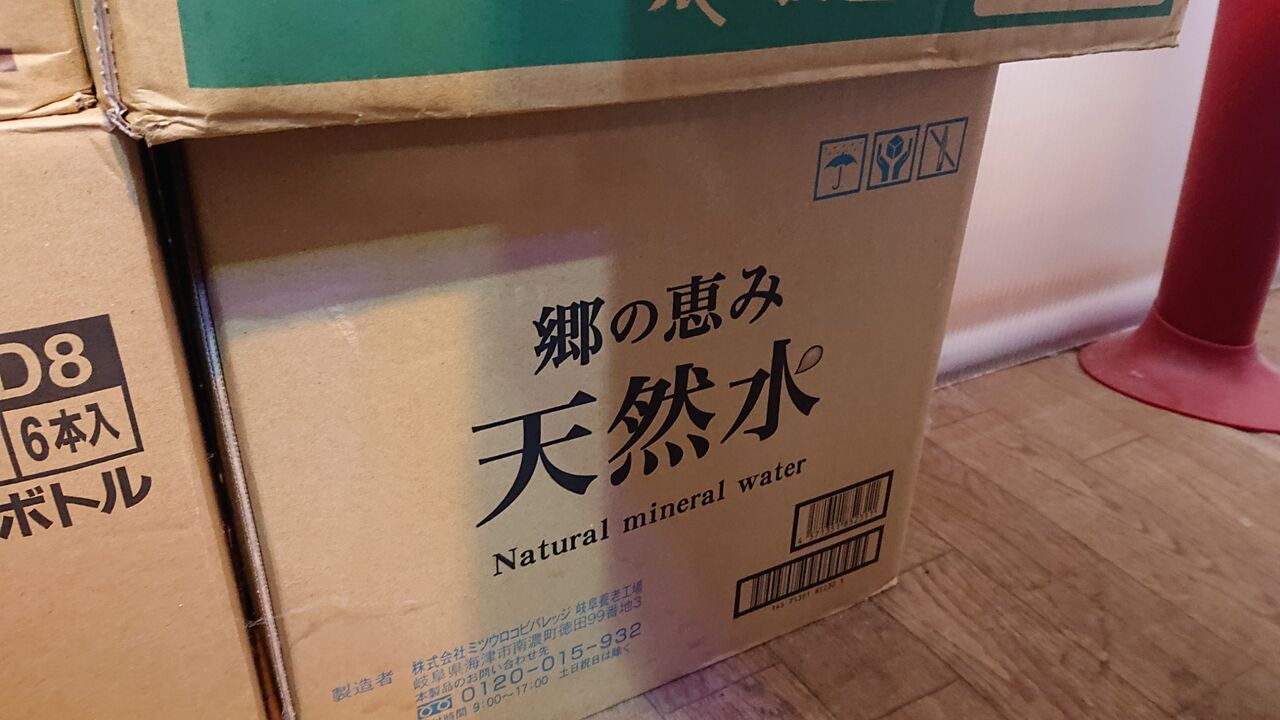 D8
6本入
ボトル
郷の恵み
天然水
Natural mineral water
製造者
株式会社ミツウロコビバレッジ 岐阜養老工場
岐阜県海津市南濃町徳田99番地3
本製品のお問い合わせ先
0120-015-932
時間 9:00〜17:00 土日祝日は除く